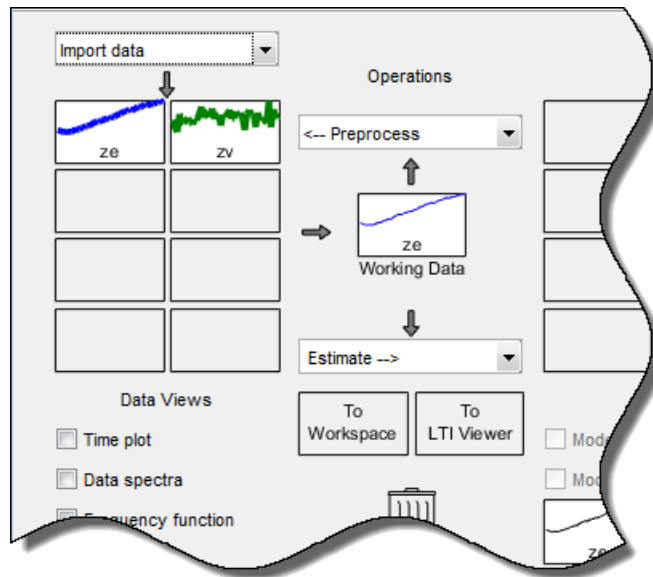 Import data
Operations
ze
zv
<-- Preprocess
ze
Working Data
Estimate -->
Data Views
To
Workspace
To
LTI Viewer
Time plot
Data spectra
Frequency function